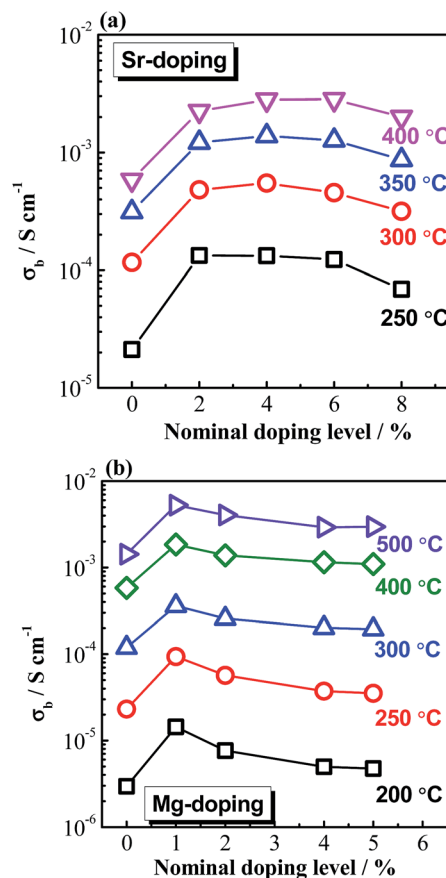 (a)
Sr-doping
10⁻²
10⁻³
10⁻⁴
10⁻⁵
σb / S cm⁻¹
400 °C
350 °C
300 °C
250 °C
0 2 4 6 8
Nominal doping level / %
(b)
10⁻²
10⁻³
10⁻⁴
10⁻⁵
10⁻⁶
σb / S cm⁻¹
500 °C
400 °C
300 °C
250 °C
200 °C
Mg-doping
0 1 2 3 4 5 6
Nominal doping level / %